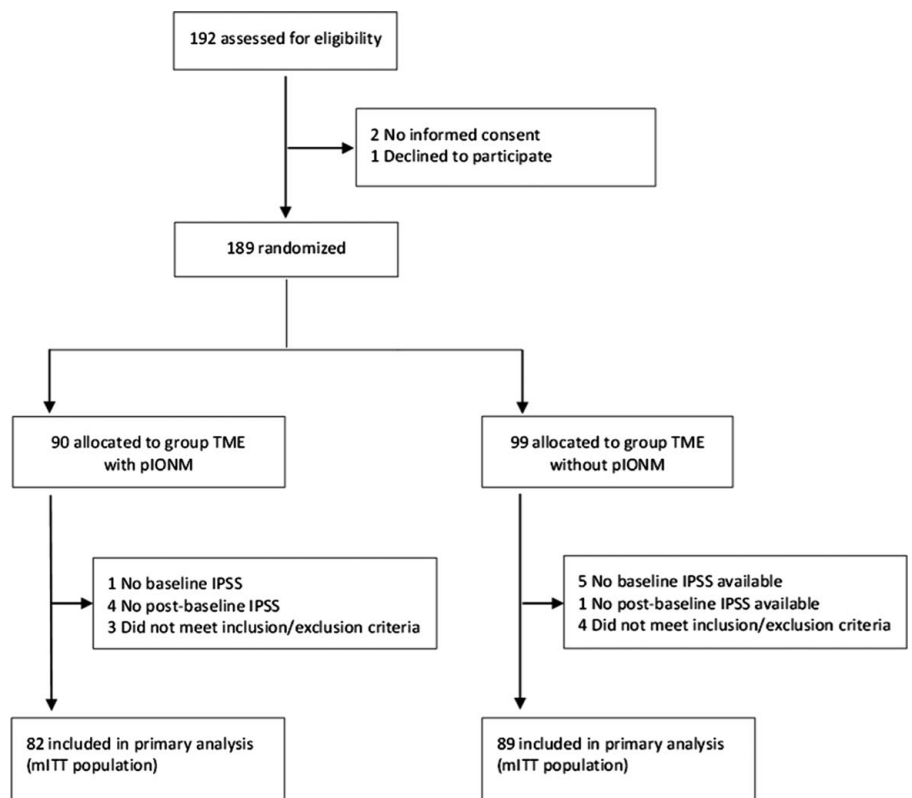 192 assessed for eligibility
2 No informed consent
1 Declined to participate
189 randomized
90 allocated to group TME
with pIONM
99 allocated to group TME
without pIONM
1 No baseline IPSS
4 No post-baseline IPSS
3 Did not meet inclusion/exclusion criteria
5 No baseline IPSS available
1 No post-baseline IPSS available
4 Did not meet inclusion/exclusion criteria
82 included in primary analysis
(mITT population)
89 included in primary analysis
(mITT population)